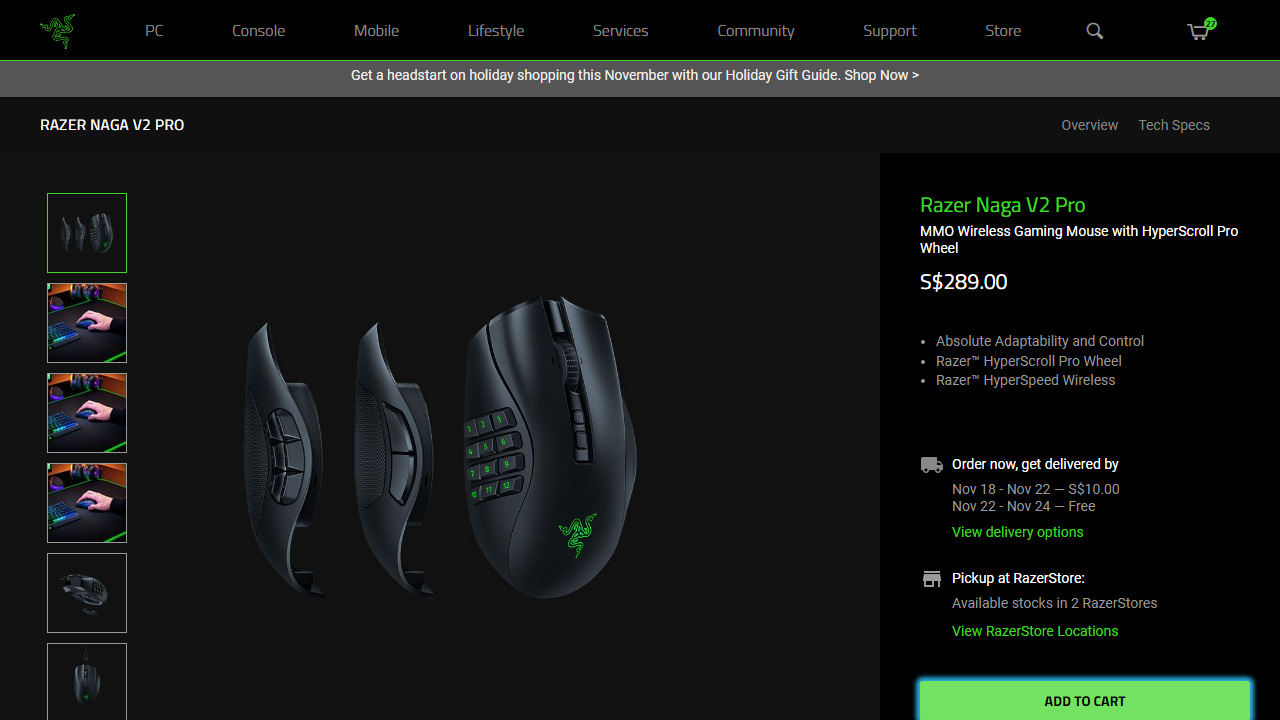 PC
Console
Mobile
Lifestyle
Services
Community
Support
Store
27
Get a headstart on holiday shopping this November with our Holiday Gift Guide. Shop Now >
RAZER NAGA V2 PRO
Overview
Tech Specs
Razer Naga V2 Pro
MMO Wireless Gaming Mouse with HyperScroll Pro
Wheel
S$289.00
• Absolute Adaptability and Control
• Razer™ HyperScroll Pro Wheel
• Razer™ HyperSpeed Wireless
1 2 3
4 5 6
7 8 9
10 11 12
Order now, get delivered by
Nov 18 - Nov 22 — S$10.00
Nov 22 - Nov 24 — Free
View delivery options
Pickup at RazerStore:
Available stocks in 2 RazerStores
View RazerStore Locations
ADD TO CART